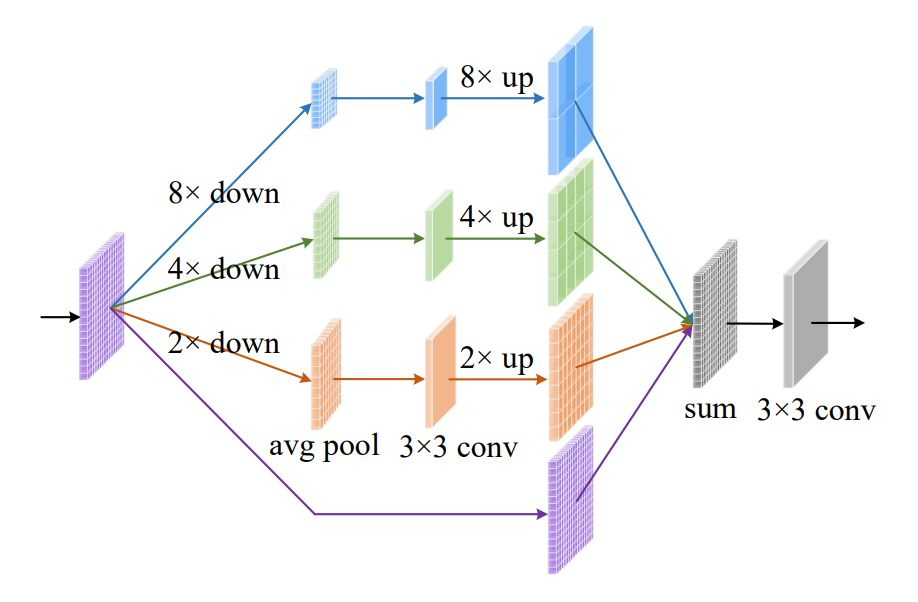 8× up
8× down
4× up
4× down
2× down
2× up
avg pool
3×3 conv
sum
3×3 conv